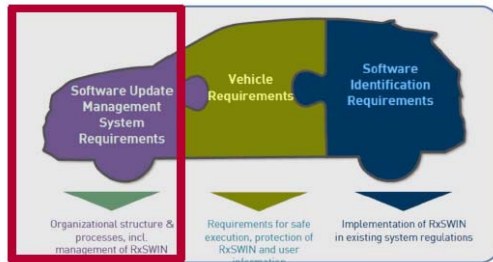 Software Update
Management
System
Requirements
Vehicle
Requirements
Software
Identification
Requirements
Organizational structure &
processes, incl.
management of RxSWIN
Requirements for safe
execution, protection of
RxSWIN and user
information
Implementation of RxSWIN
in existing system regulations